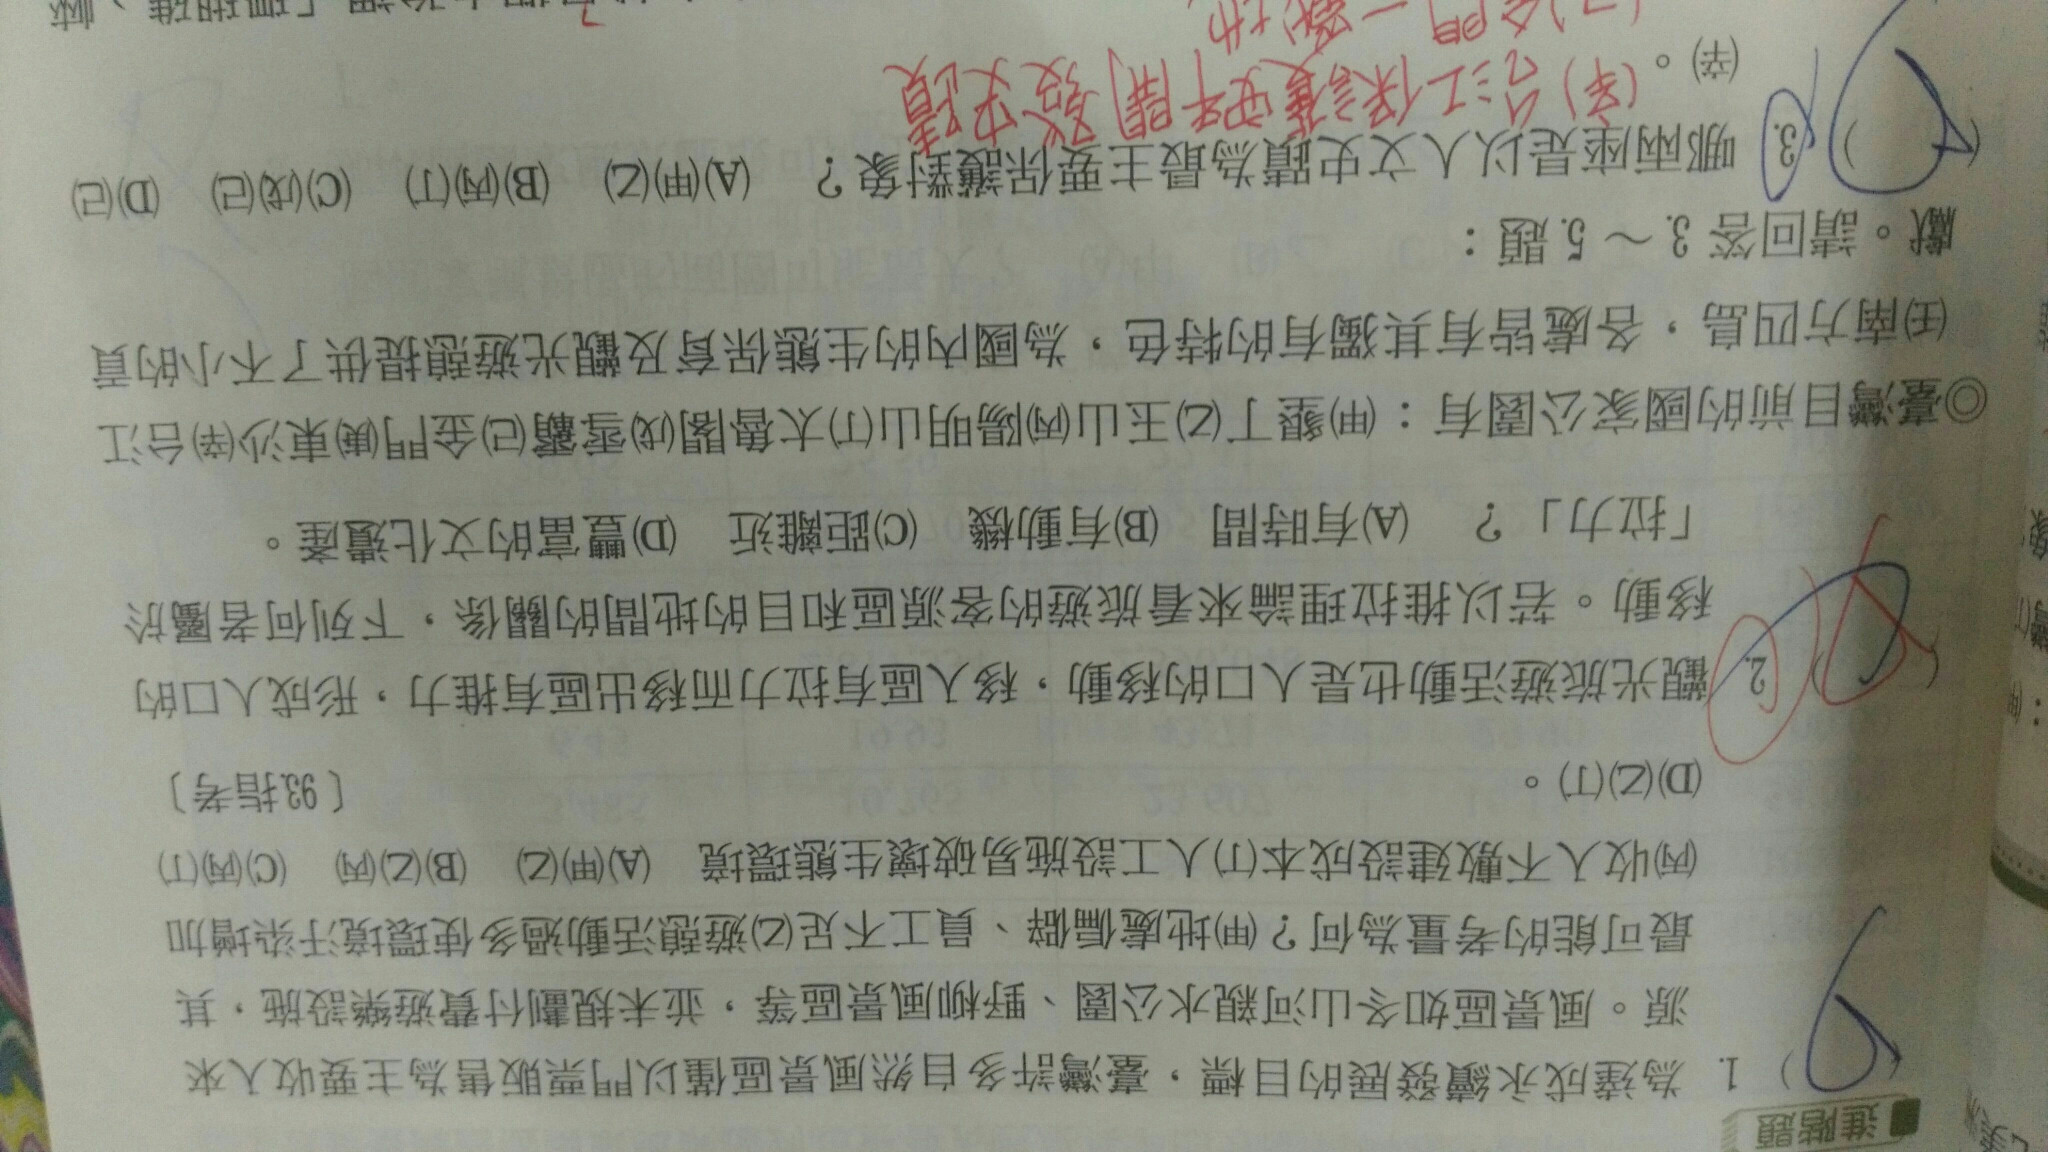 進階題
( D ) 1. 為達成永續發展的目標，臺灣許多自然風景區僅以門票販售為主要收入來
源。風景區如冬山河親水公園、野柳風景區等，並未規劃付費遊樂設施，其
最可能的考量為何？(甲)地處偏僻、員工不足(乙)遊憩活動過多使環境汙染增加
(丙)收入不敷建設成本(丁)人工設施易破壞生態環境　(A)(甲)(乙)　(B)(乙)(丙)　(C)(丙)(丁)
(D)(乙)(丁)。　〔93.指考〕
2. 觀光旅遊活動也是人口的移動，移入區有拉力而移出區有推力，形成人口的
移動。若以推拉理論來看旅遊的客源區和目的地間的關係，下列何者屬於
「拉力」？　(A)有時間　(B)有動機　(C)距離近　(D)豐富的文化遺產。
◎臺灣目前的國家公園有：(甲)墾丁(乙)玉山(丙)陽明山(丁)太魯閣(戊)雪霸(己)金門(庚)東沙(辛)台江
(壬)南方四島，各處皆有其獨有的特色，為國內的生態保育及觀光遊憩提供了不小的貢
獻。請回答 3.～5. 題：
3. 哪兩座是以人文史蹟為最主要保護對象？　(A)(甲)(乙)　(B)(丙)(丁)　(C)(戊)(己)　(D)(己)
(辛)。
(辛)台江保護安平開發史蹟
金門－戰地